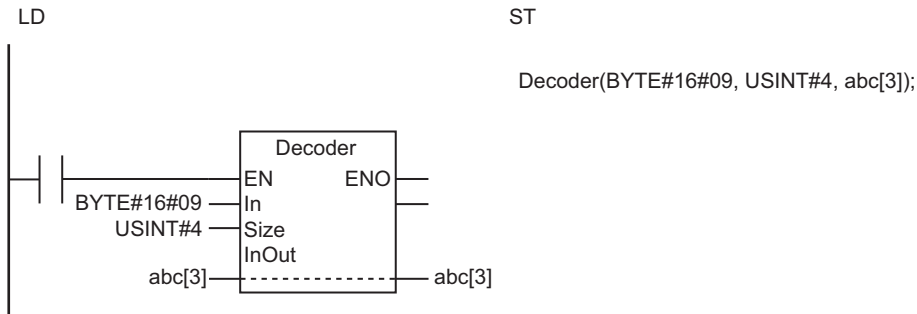 LD
ST
Decoder(BYTE#16#09, USINT#4, abc[3]);
Decoder
EN ENO
BYTE#16#09 In
USINT#4 Size
InOut
abc[3] abc[3]